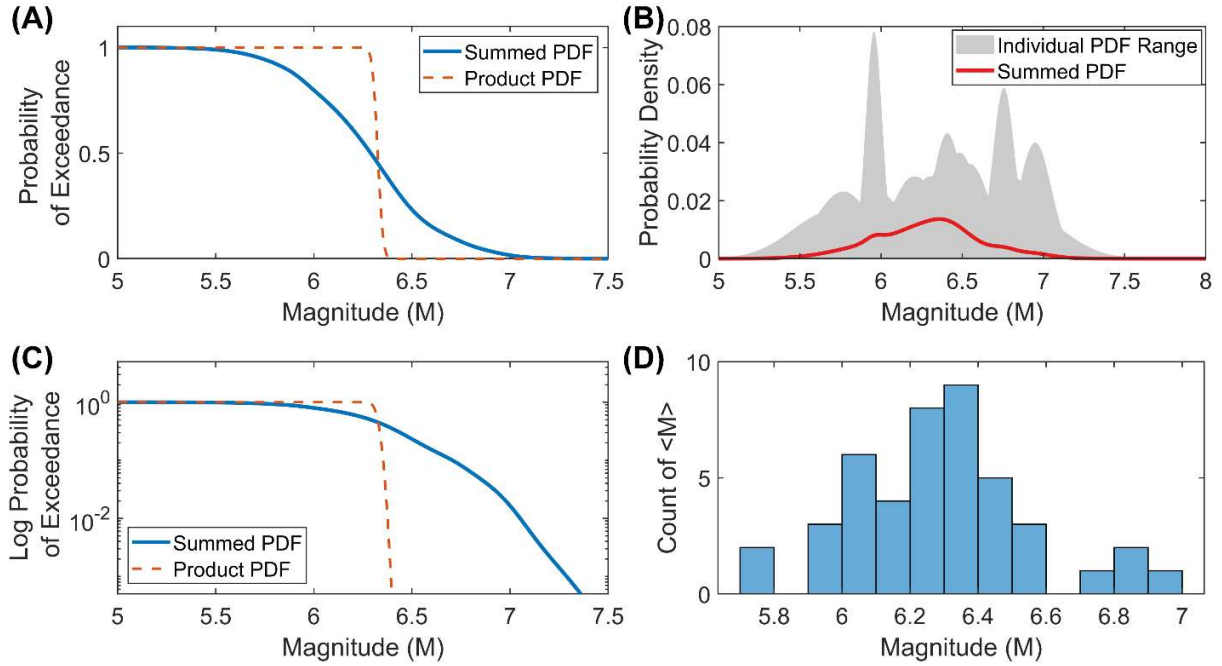 (A)
Probability
of Exceedance
1
0.5
0
Summed PDF
Product PDF
5
5.5
6
6.5
7
7.5
Magnitude (M)
(B)
Probability Density
0.08
0.06
0.04
0.02
0
Individual PDF Range
Summed PDF
5
5.5
6
6.5
7
7.5
8
Magnitude (M)
(C)
Log Probability
of Exceedance
10^0
10^-2
Summed PDF
Product PDF
5
5.5
6
6.5
7
7.5
Magnitude (M)
(D)
Count of <M>
10
5
0
5.8
6
6.2
6.4
6.6
6.8
7
Magnitude (M)